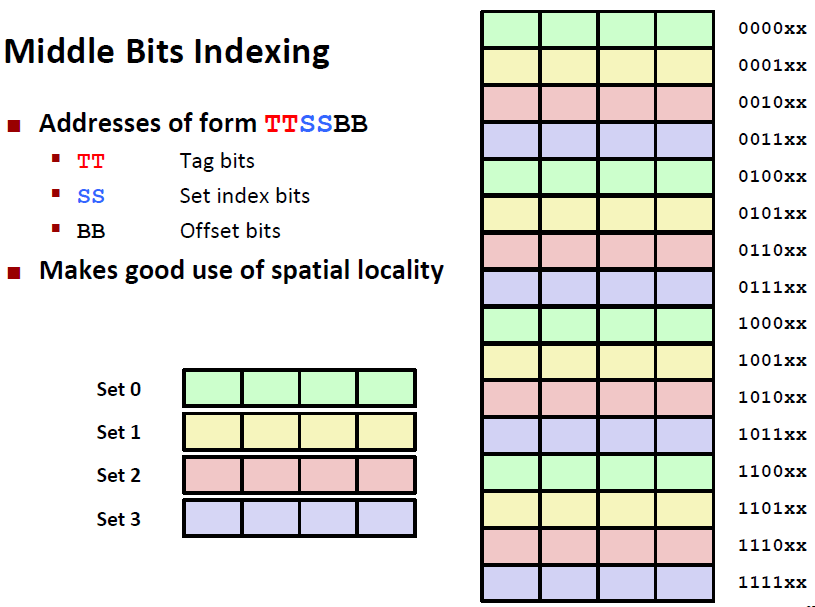 Middle Bits Indexing
■ Addresses of form TTSSBB
▪ TT Tag bits
▪ SS Set index bits
▪ BB Offset bits
■ Makes good use of spatial locality
Set 0
Set 1
Set 2
Set 3
0000xx
0001xx
0010xx
0011xx
0100xx
0101xx
0110xx
0111xx
1000xx
1001xx
1010xx
1011xx
1100xx
1101xx
1110xx
1111xx